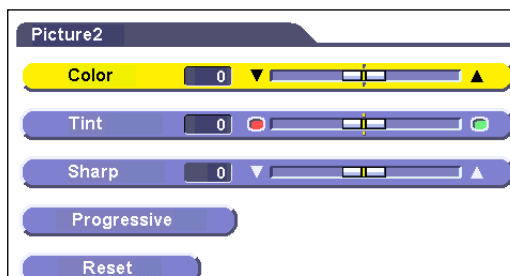 Picture2
Color 0
Tint 0
Sharp 0
Progressive
Reset